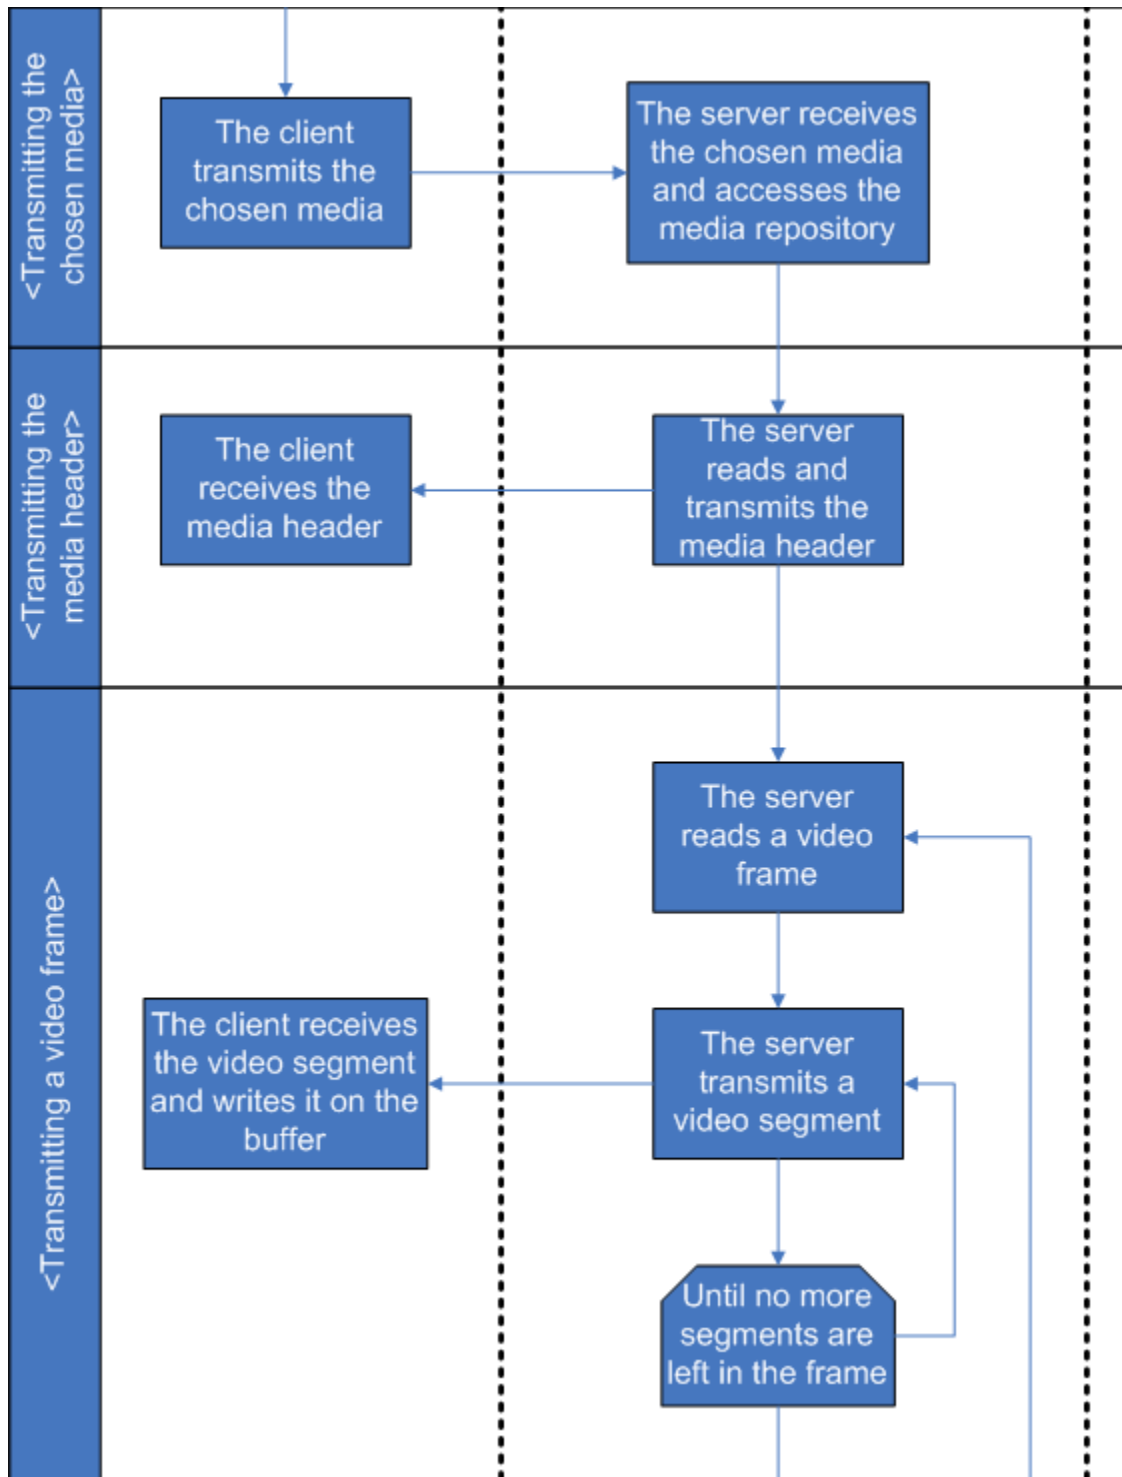 <Transmitting the
chosen media>
The client
transmits the
chosen media
The server receives
the chosen media
and accesses the
media repository
<Transmitting the
media header>
The client
receives the
media header
The server
reads and
transmits the
media header
<Transmitting a video frame>
The server
reads a video
frame
The client receives
the video segment
and writes it on the
buffer
The server
transmits a
video segment
Until no more
segments are
left in the frame